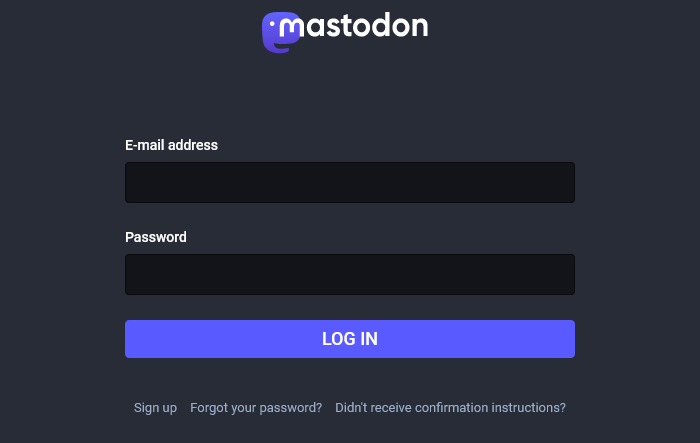 mastodon
E-mail address
Password
LOG IN
Sign up Forgot your password? Didn't receive confirmation instructions?